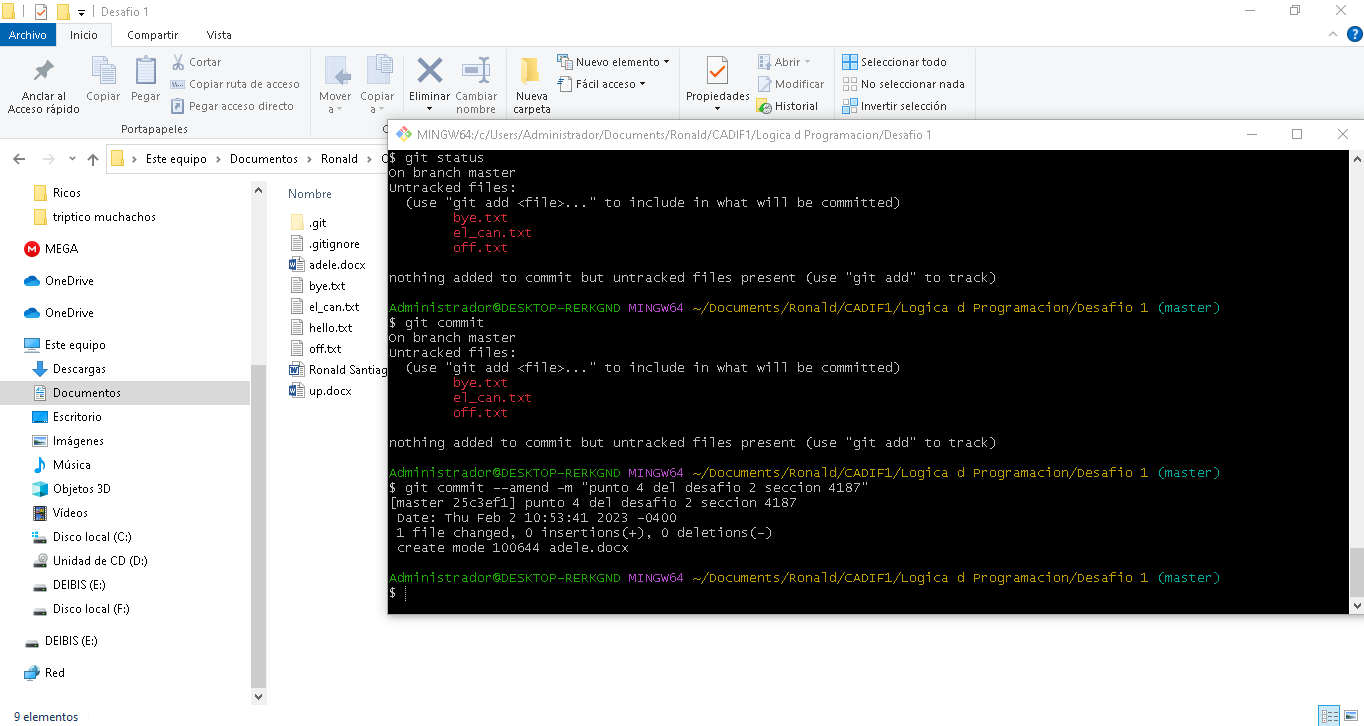 Desafio 1
Archivo
Inicio
Compartir
Vista
Anclar al
Acceso rápido
Copiar
Pegar
Cortar
Copiar ruta de acceso
Pegar acceso directo
Portapapeles
Mover
a
Copiar
a
Eliminar
Cambiar
nombre
Nueva
carpeta
Nuevo elemento
Fácil acceso
Propiedades
Abrir
Modificar
Historial
Seleccionar todo
No seleccionar nada
Invertir selección
MINGW64:/c/Users/Administrador/Documents/Ronald/CADIF1/Logica d Programacion/Desafio 1
Este equipo > Documentos > Ronald >
Ricos
triptico muchachos
MEGA
OneDrive
OneDrive
Este equipo
Descargas
Documentos
Escritorio
Imágenes
Música
Objetos 3D
Vídeos
Disco local (C:)
Unidad de CD (D:)
DEIBIS (E:)
Disco local (F:)
DEIBIS (E:)
Red
Nombre
.git
.gitignore
adele.docx
bye.txt
el_can.txt
hello.txt
off.txt
Ronald Santiag
up.docx
$ git status
On branch master
Untracked files:
(use "git add <file>..." to include in what will be committed)
bye.txt
el_can.txt
off.txt
nothing added to commit but untracked files present (use "git add" to track)
Administrador@DESKTOP-RERKGND MINGW64 ~/Documents/Ronald/CADIF1/Logica d Programacion/Desafio 1 (master)
$ git commit
On branch master
Untracked files:
(use "git add <file>..." to include in what will be committed)
bye.txt
el_can.txt
off.txt
nothing added to commit but untracked files present (use "git add" to track)
Administrador@DESKTOP-RERKGND MINGW64 ~/Documents/Ronald/CADIF1/Logica d Programacion/Desafio 1 (master)
$ git commit --amend -m "punto 4 del desafio 2 seccion 4187"
[master 25c3ef1] punto 4 del desafio 2 seccion 4187
Date: Thu Feb 2 10:53:41 2023 -0400
1 file changed, 0 insertions(+), 0 deletions(-)
create mode 100644 adele.docx
Administrador@DESKTOP-RERKGND MINGW64 ~/Documents/Ronald/CADIF1/Logica d Programacion/Desafio 1 (master)
$
9 elementos